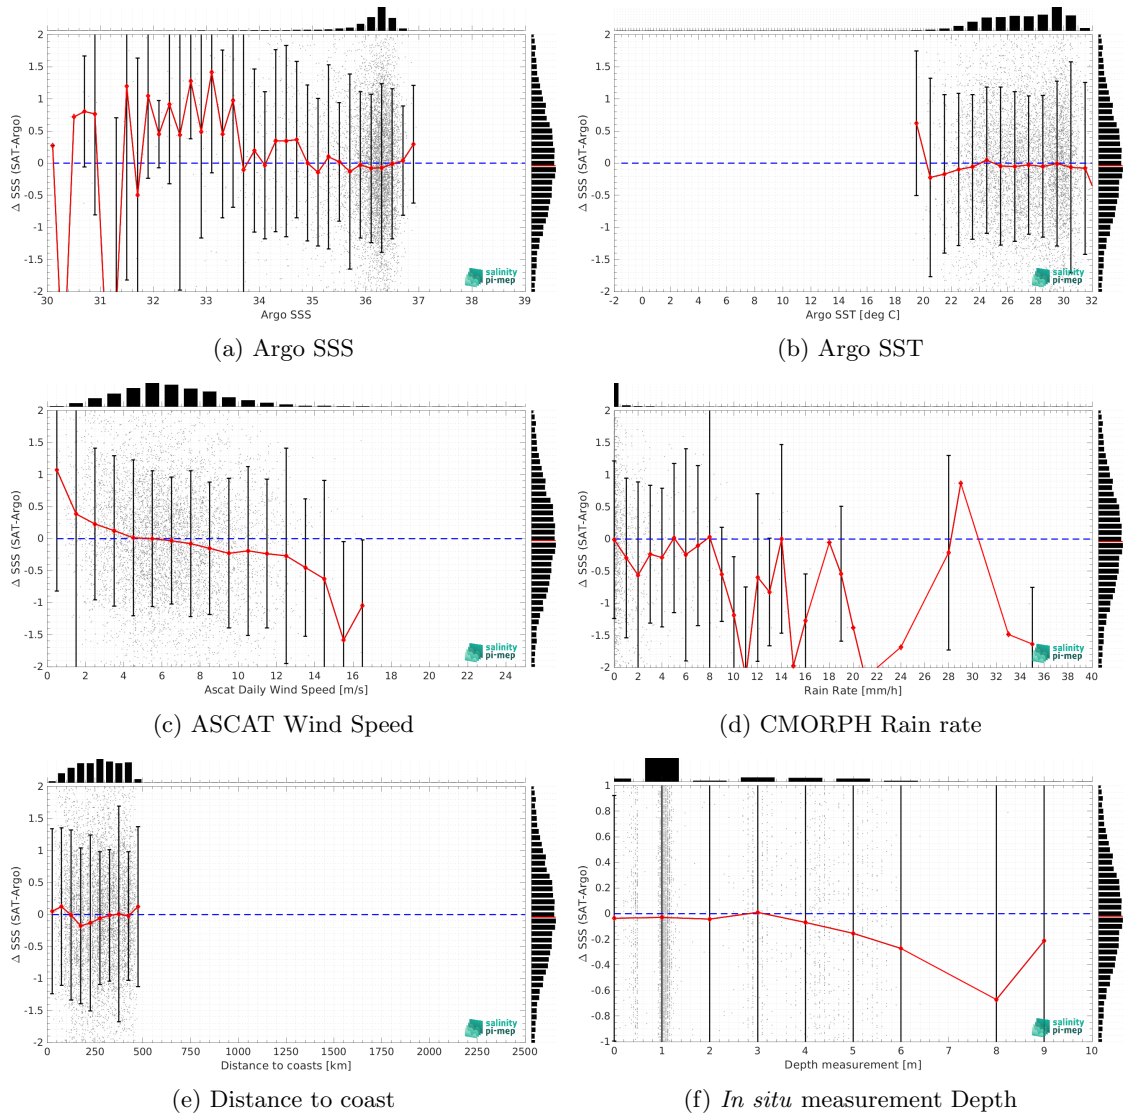 2
1.5
1
0.5
0
-0.5
-1
-1.5
-2
Δ SSS (SAT-Argo)
30 31 32 33 34 35 36 37 38 39
Argo SSS
salinity
pi-mep
(a) Argo SSS
2
1.5
1
0.5
0
-0.5
-1
-1.5
-2
Δ SSS (SAT-Argo)
-2 0 2 4 6 8 10 12 14 16 18 20 22 24 26 28 30 32
Argo SST [deg C]
salinity
pi-mep
(b) Argo SST
2
1.5
1
0.5
0
-0.5
-1
-1.5
-2
Δ SSS (SAT-Argo)
0 2 4 6 8 10 12 14 16 18 20 22 24
Ascat Daily Wind Speed [m/s]
salinity
pi-mep
(c) ASCAT Wind Speed
2
1.5
1
0.5
0
-0.5
-1
-1.5
-2
Δ SSS (SAT-Argo)
0 2 4 6 8 10 12 14 16 18 20 22 24 26 28 30 32 34 36 38 40
Rain Rate [mm/h]
salinity
pi-mep
(d) CMORPH Rain rate
2
1.5
1
0.5
0
-0.5
-1
-1.5
-2
Δ SSS (SAT-Argo)
0 250 500 750 1000 1250 1500 1750 2000 2250 2500
Distance to coasts [km]
salinity
pi-mep
(e) Distance to coast
1
0.8
0.6
0.4
0.2
0
-0.2
-0.4
-0.6
-0.8
-1
Δ SSS (SAT-Argo)
0 1 2 3 4 5 6 7 8 9 10
Depth measurement [m]
salinity
pi-mep
(f) In situ measurement Depth